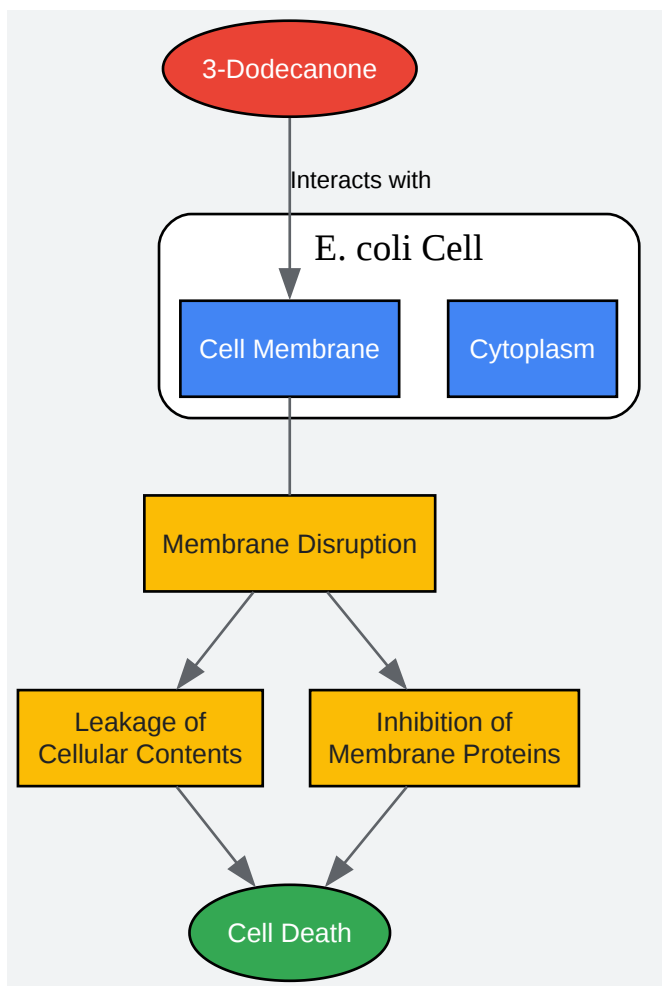 3-Dodecanone
Interacts with
E. coli Cell
Cell Membrane
Cytoplasm
Membrane Disruption
Leakage of
Cellular Contents
Inhibition of
Membrane Proteins
Cell Death